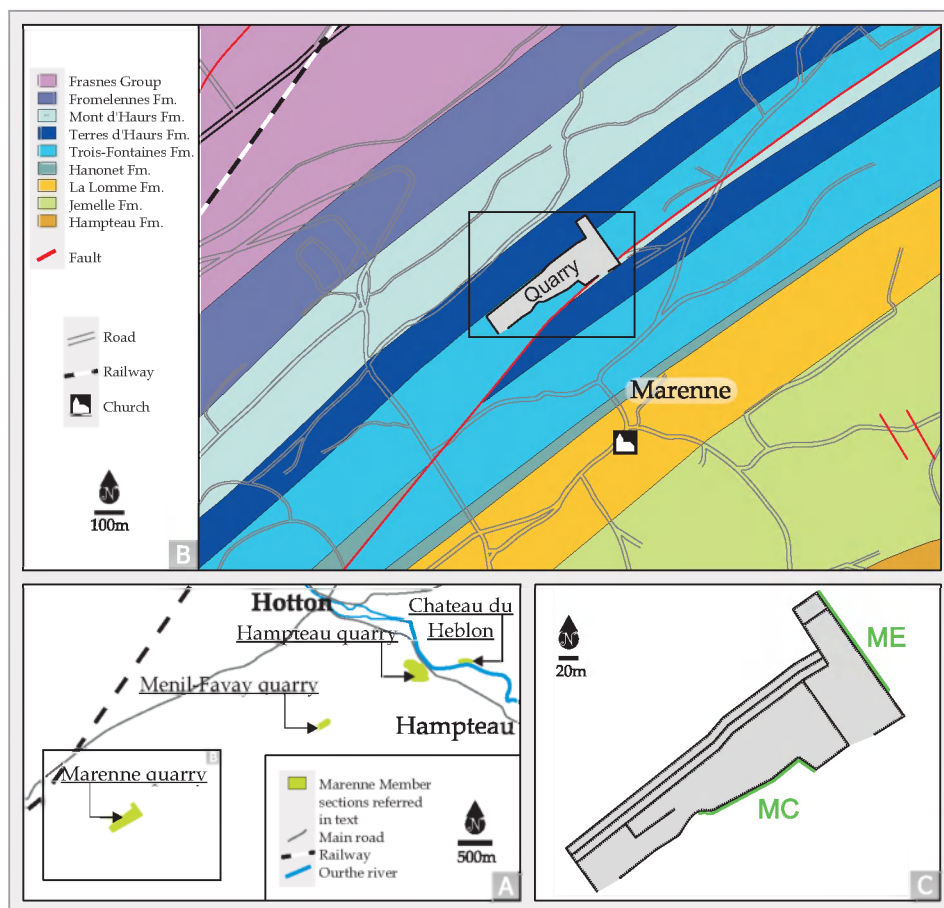 Frasnes Group
Fromelennes Fm.
Mont d'Haurs Fm.
Terres d'Haurs Fm.
Trois-Fontaines Fm.
Hanonet Fm.
La Lomme Fm.
Jemelle Fm.
Hampteau Fm.
Fault
Road
Railway
Church
N
100m
B
Quarry
Marenne
Hotton
Chateau du
Heblon
Hampteau quarry
Menil-Favay quarry
Hampteau
B
Marenne quarry
Marenne Member
sections referred
in text
Main road
Railway
Ourthe river
N
500m
A
N
20m
ME
MC
C